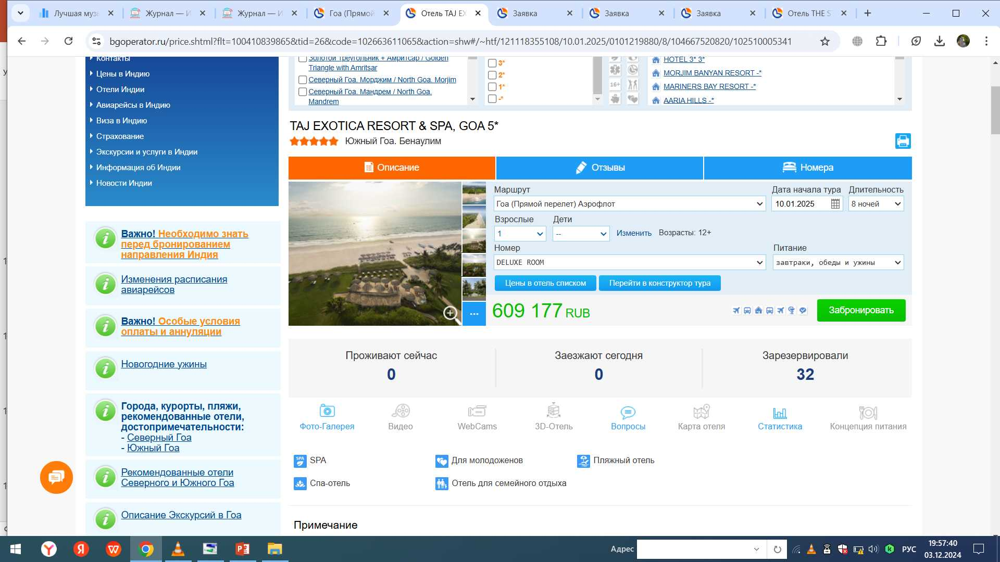 Лучшая муз
Журнал — И
Журнал — И
Гоа (Прямой
Отель TAJ EX
Заявка
Заявка
Заявка
Отель THE S
bgoperator.ru/price.shtml?flt=100410839865&tid=26&code=102663611065&action=shw#/~htf/121118355108/10.01.2025/0101219880/8/104667520820/102510005341
Контакты
Цены в Индию
Отели Индии
Авиарейсы в Индию
Виза в Индию
Страхование
Экскурсии и услуги в Индии
Информация об Индии
Новости Индии
Золотой Треугольник + Амритсар / Golden
Triangle with Amritsar
Северный Гоа. Морджим / North Goa. Morjim
Северный Гоа. Мандрем / North Goa.
Mandrem
3*
2*
1*
-*
16+
HOTEL 3* 3*
MORJIM BANYAN RESORT -*
MARINERS BAY RESORT -*
AARIA HILLS -*
TAJ EXOTICA RESORT & SPA, GOA 5*
Южный Гоа. Бенаулим
Описание
Отзывы
Номера
Маршрут
Дата начала тура
Длительность
Гоа (Прямой перелет) Аэрофлот
10.01.2025
8 ночей
Взрослые
Дети
1
--
Изменить
Возрасты: 12+
Номер
Питание
DELUXE ROOM
завтраки, обеды и ужины
Цены в отель списком
Перейти в конструктор тура
...
609 177 RUB
Забронировать
Важно! Необходимо знать
перед бронированием
направления Индия
Изменения расписания
авиарейсов
Важно! Особые условия
оплаты и аннуляции
Новогодние ужины
Города, курорты, пляжи,
рекомендованные отели,
достопримечательности:
- Северный Гоа
- Южный Гоа
Рекомендованные отели
Северного и Южного Гоа
Описание Экскурсий в Гоа
Проживают сейчас
0
Заезжают сегодня
0
Зарезервировали
32
Фото-Галерея
Видео
WebCams
3D-Отель
Вопросы
Карта отеля
Статистика
Концепция питания
SPA
SPA
Для молодоженов
Пляжный отель
Спа-отель
Отель для семейного отдыха
Примечание
Адрес
РУС
19:57:40
03.12.2024